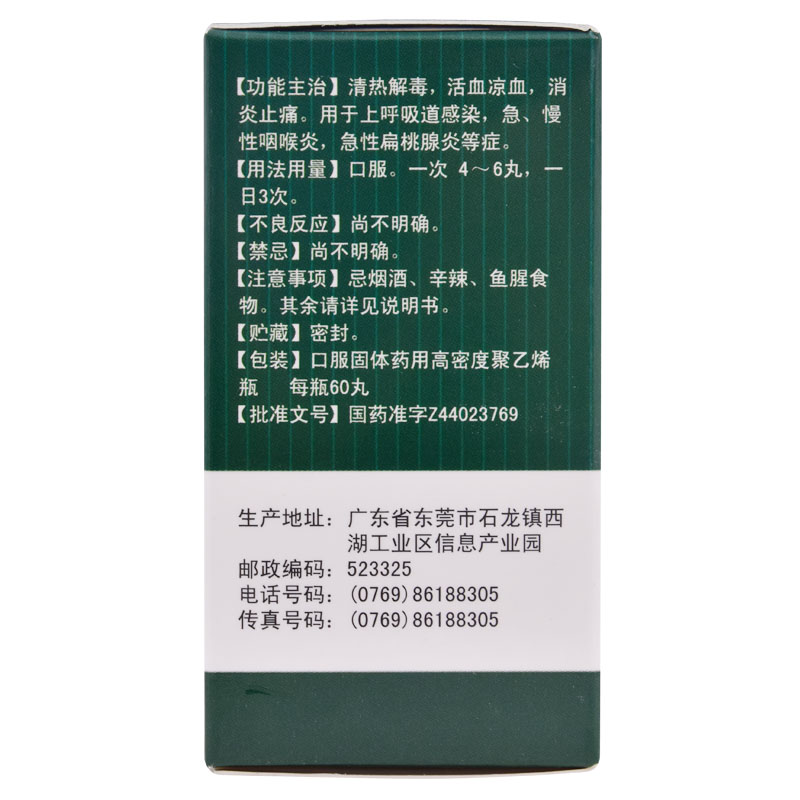 【功能主治】清热解毒，活血凉血，消
炎止痛。用于上呼吸道感染，急、慢
性咽喉炎，急性扁桃腺炎等症。
【用法用量】口服。一次 4～6丸，一
日3次。
【不良反应】尚不明确。
【禁忌】尚不明确。
【注意事项】忌烟酒、辛辣、鱼腥食
物。其余请详见说明书。
【贮藏】密封。
【包装】口服固体药用高密度聚乙烯
瓶 每瓶60丸
【批准文号】国药准字Z44023769
生产地址：广东省东莞市石龙镇西
湖工业区信息产业园
邮政编码：523325
电话号码：(0769)86188305
传真号码：(0769)86188305